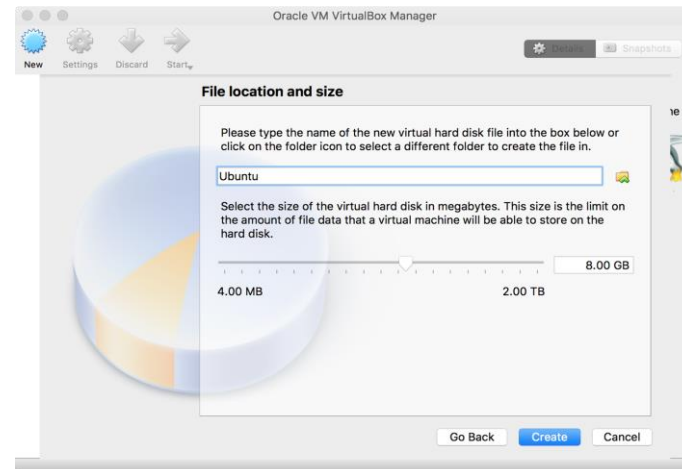 Oracle VM VirtualBox Manager
New
Settings
Discard
Start
Details
Snapshots
File location and size
Please type the name of the new virtual hard disk file into the box below or
click on the folder icon to select a different folder to create the file in.
Ubuntu
Select the size of the virtual hard disk in megabytes. This size is the limit on
the amount of file data that a virtual machine will be able to store on the
hard disk.
8.00 GB
4.00 MB
2.00 TB
Go Back
Create
Cancel